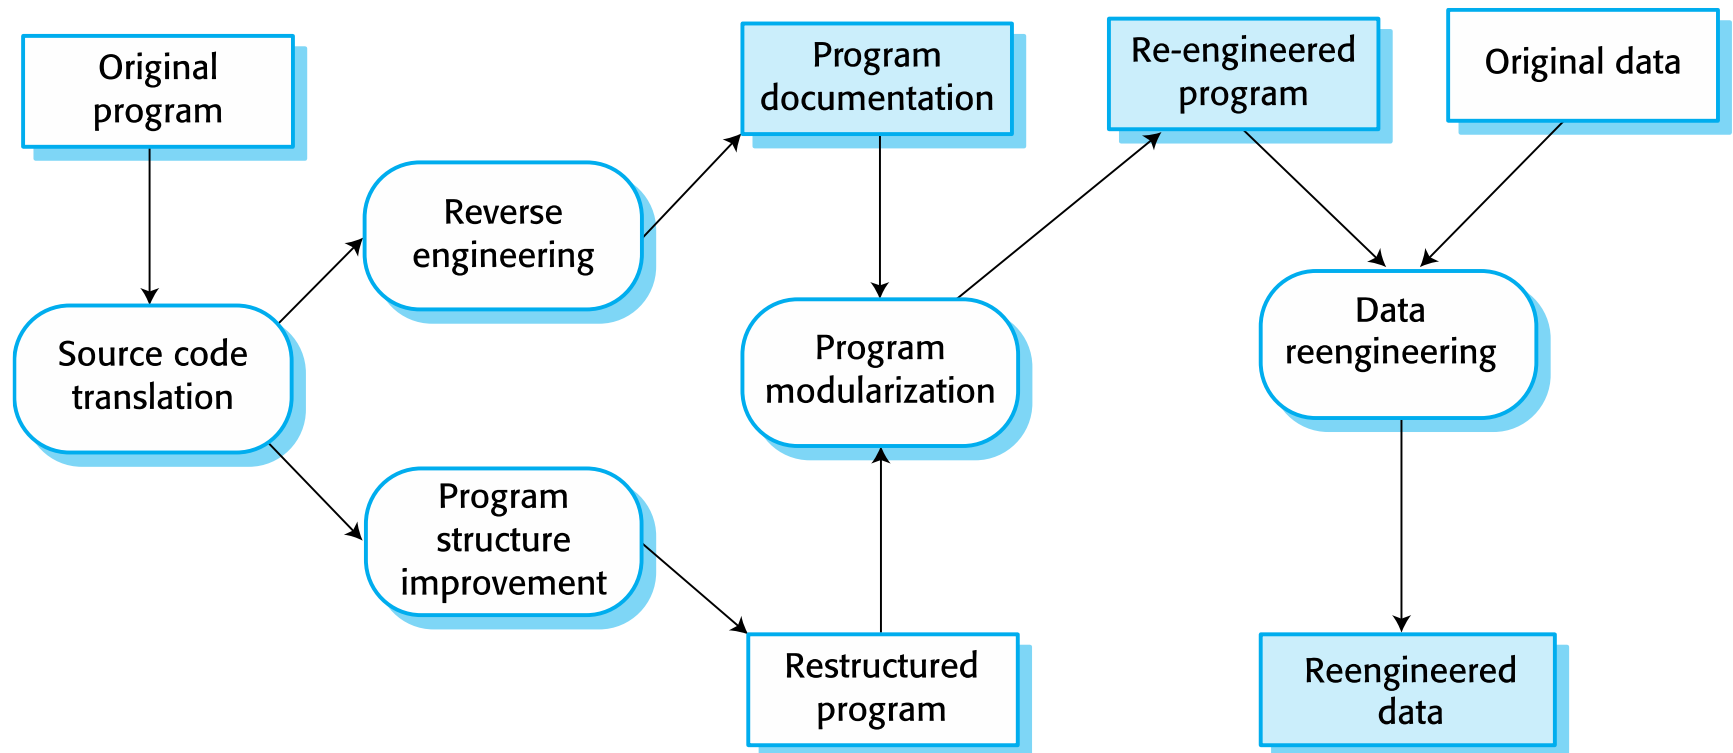 Original
program
Program
documentation
Re-engineered
program
Original data
Reverse
engineering
Source code
translation
Program
modularization
Data
reengineering
Program
structure
improvement
Restructured
program
Reengineered
data